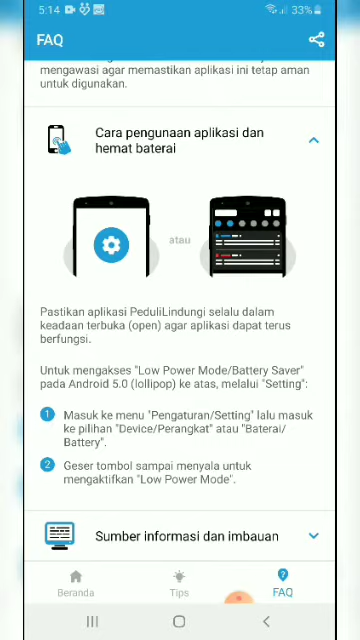 5:14
33%
FAQ
mengawasi agar memastikan aplikasi ini tetap aman
untuk digunakan.
Cara pengunaan aplikasi dan
hemat baterai
atau
Pastikan aplikasi PeduliLindungi selalu dalam
keadaan terbuka (open) agar aplikasi dapat terus
berfungsi.
Untuk mengakses "Low Power Mode/Battery Saver"
pada Android 5.0 (lollipop) ke atas, melalui "Setting":
1 Masuk ke menu "Pengaturan/Setting" lalu masuk
ke pilihan "Device/Perangkat" atau "Baterai/
Battery".
2 Geser tombol sampai menyala untuk
mengaktifkan "Low Power Mode".
Sumber informasi dan imbauan
Beranda
Tips
FAQ